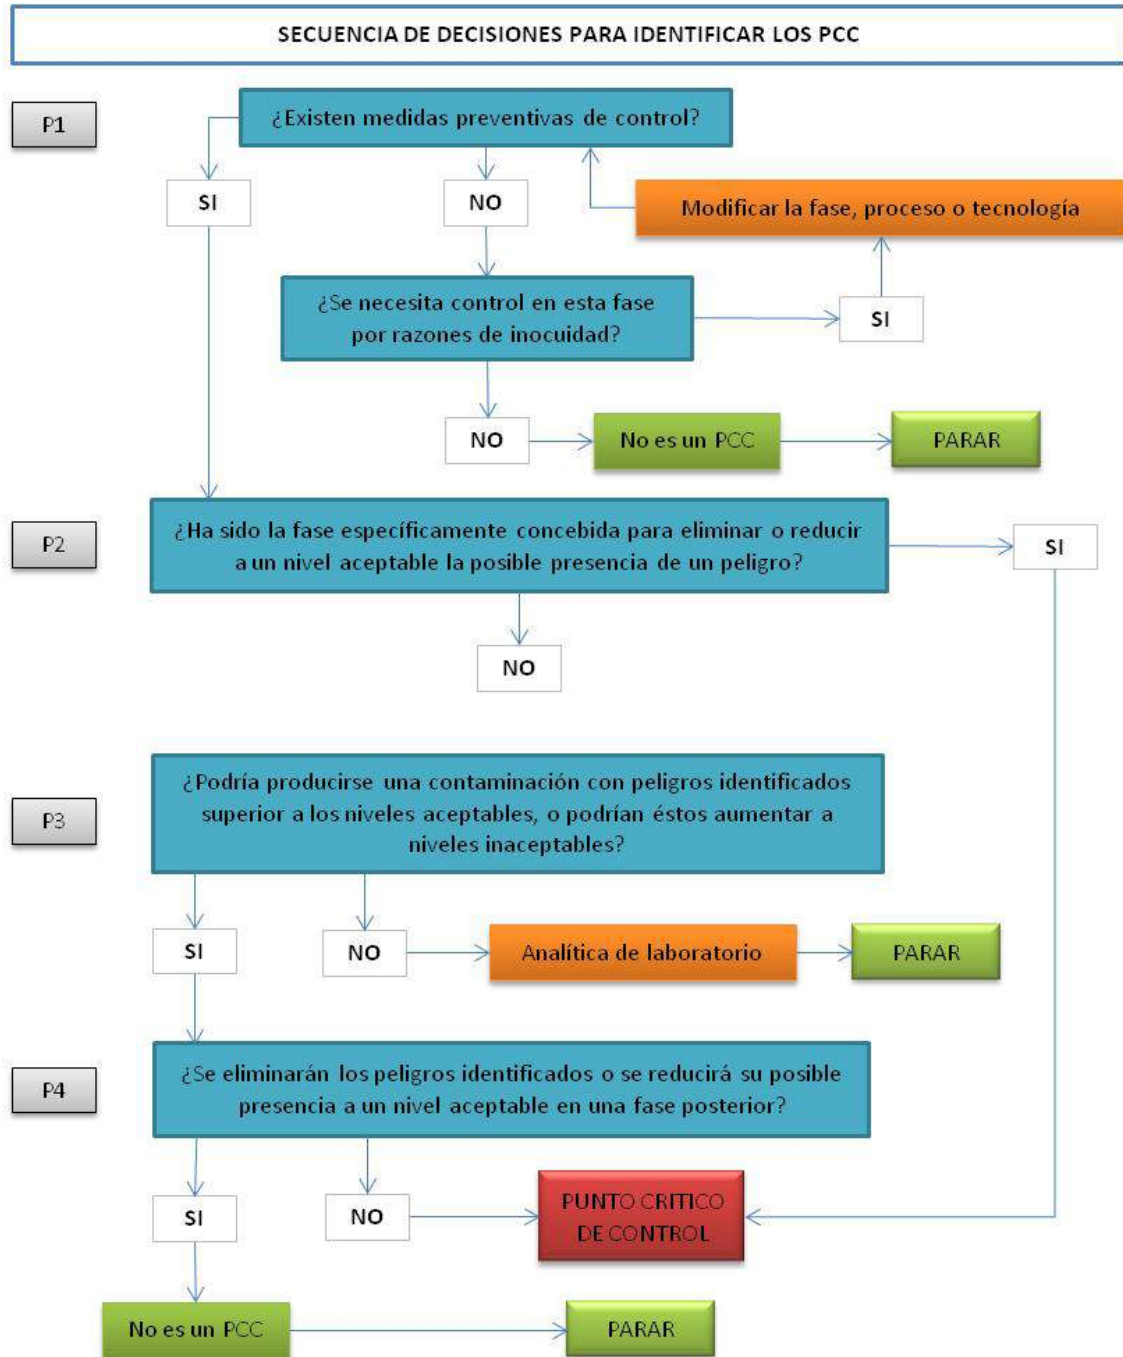 SECUENCIA DE DECISIONES PARA IDENTIFICAR LOS PCC
P1
¿Existen medidas preventivas de control?
SI
NO
Modificar la fase, proceso o tecnología
¿Se necesita control en esta fase
por razones de inocuidad?
SI
NO
No es un PCC
PARAR
P2
¿Ha sido la fase específicamente concebida para eliminar o reducir
a un nivel aceptable la posible presencia de un peligro?
SI
NO
P3
¿Podría producirse una contaminación con peligros identificados
superior a los niveles aceptables, o podrían éstos aumentar a
niveles inaceptables?
SI
NO
Analítica de laboratorio
PARAR
P4
¿Se eliminarán los peligros identificados o se reducirá su posible
presencia a un nivel aceptable en una fase posterior?
SI
NO
PUNTO CRITICO
DE CONTROL
No es un PCC
PARAR